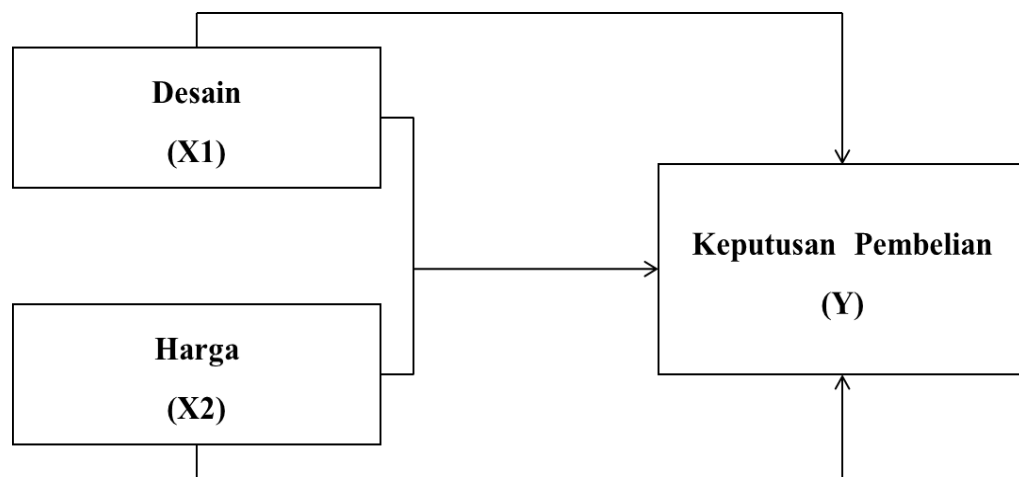 Desain
(X1)
Keputusan Pembelian
(Y)
Harga
(X2)